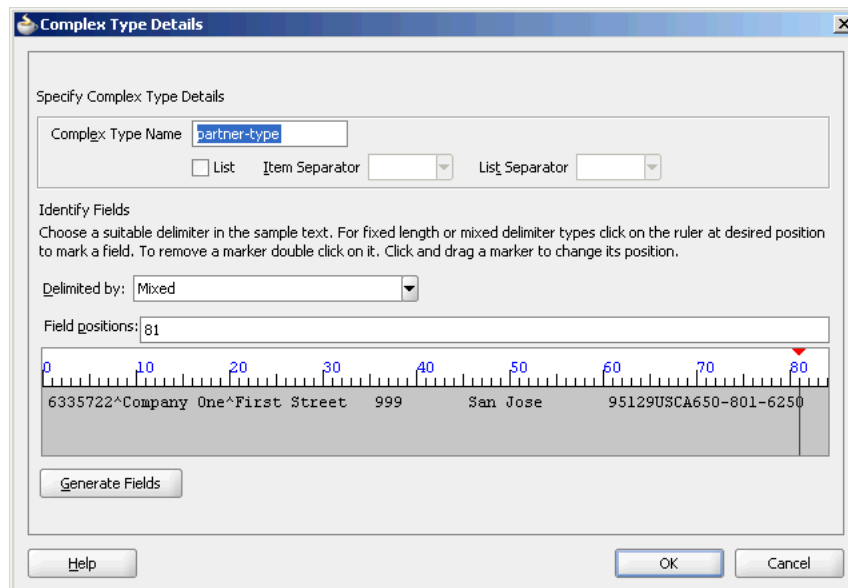 Complex Type Details
Specify Complex Type Details
Complex Type Name partner-type
List Item Separator List Separator
Identify Fields
Choose a suitable delimiter in the sample text. For fixed length or mixed delimiter types click on the ruler at desired position
to mark a field. To remove a marker double click on it. Click and drag a marker to change its position.
Delimited by: Mixed
Field positions: 81
0 10 20 30 40 50 60 70 80
6335722^Company One^First Street   999       San Jose       95129USCA650-801-6250
Generate Fields
Help OK Cancel